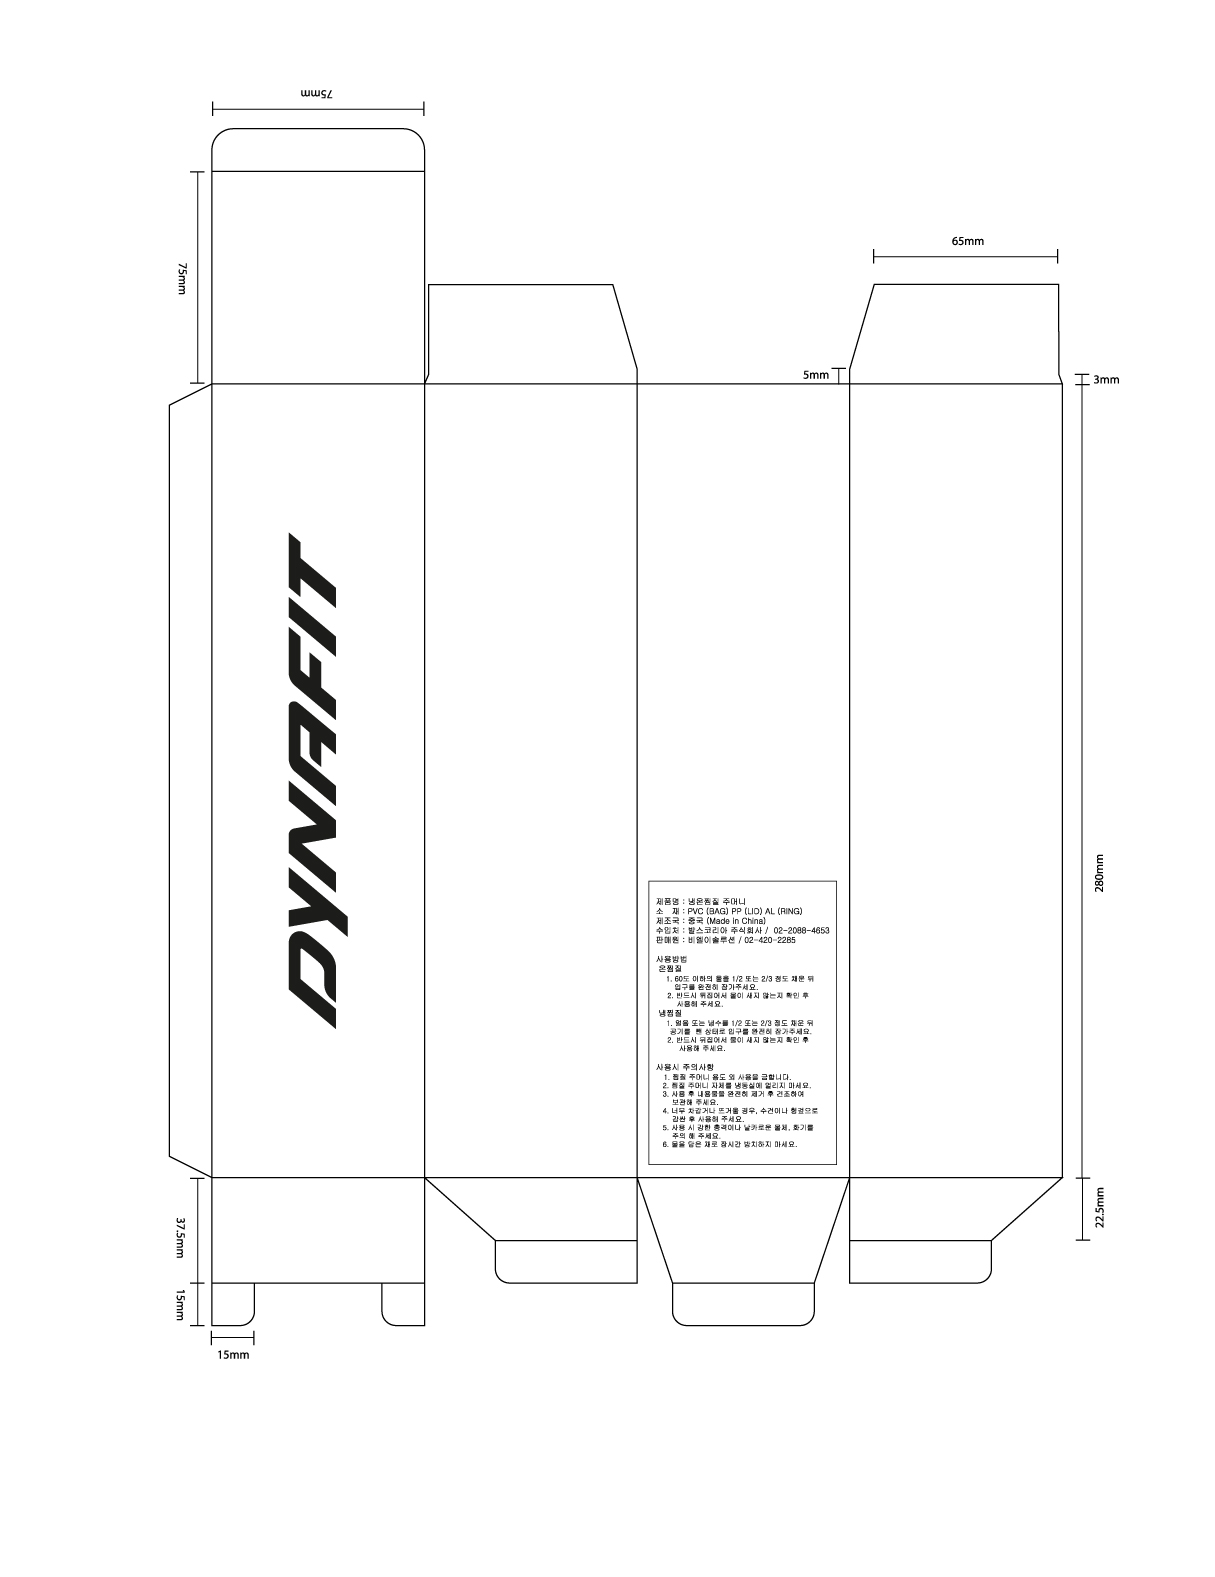 75mm
75mm
65mm
5mm
3mm
DYNAFIT
280mm
제품명 : 냉온찜질 주머니
소 재 : PVC (BAG) PP (LID) AL (RING)
제조국 : 중국 (Made in China)
수입처 : 발스코리아 주식회사 / 02-2088-4653
판매원 : 비엘이솔루션 / 02-420-2285
사용방법
온찜질
1. 60도 이하의 물을 1/2 또는 2/3 정도 채운 뒤
입구를 완전히 잠가주세요.
2. 반드시 뒤집어서 물이 새지 않는지 확인 후
사용해 주세요.
냉찜질
1. 얼음 또는 냉수를 1/2 또는 2/3 정도 채운 뒤
공기를 뺀 상태로 입구를 완전히 잠가주세요.
2. 반드시 뒤집어서 물이 새지 않는지 확인 후
사용해 주세요.
사용시 주의사항
1. 찜질 주머니 용도 외 사용을 금합니다.
2. 찜질 주머니 자체를 냉동실에 얼리지 마세요.
3. 사용 후 내용물을 완전히 제거 후 건조하여
보관해 주세요.
4. 너무 차갑거나 뜨거울 경우, 수건이나 헝겊으로
감싼 후 사용해 주세요.
5. 사용 시 강한 충격이나 날카로운 물체, 화기를
주의 해 주세요.
6. 물을 담은 채로 장시간 방치하지 마세요.
37.5mm
22.5mm
15mm
15mm